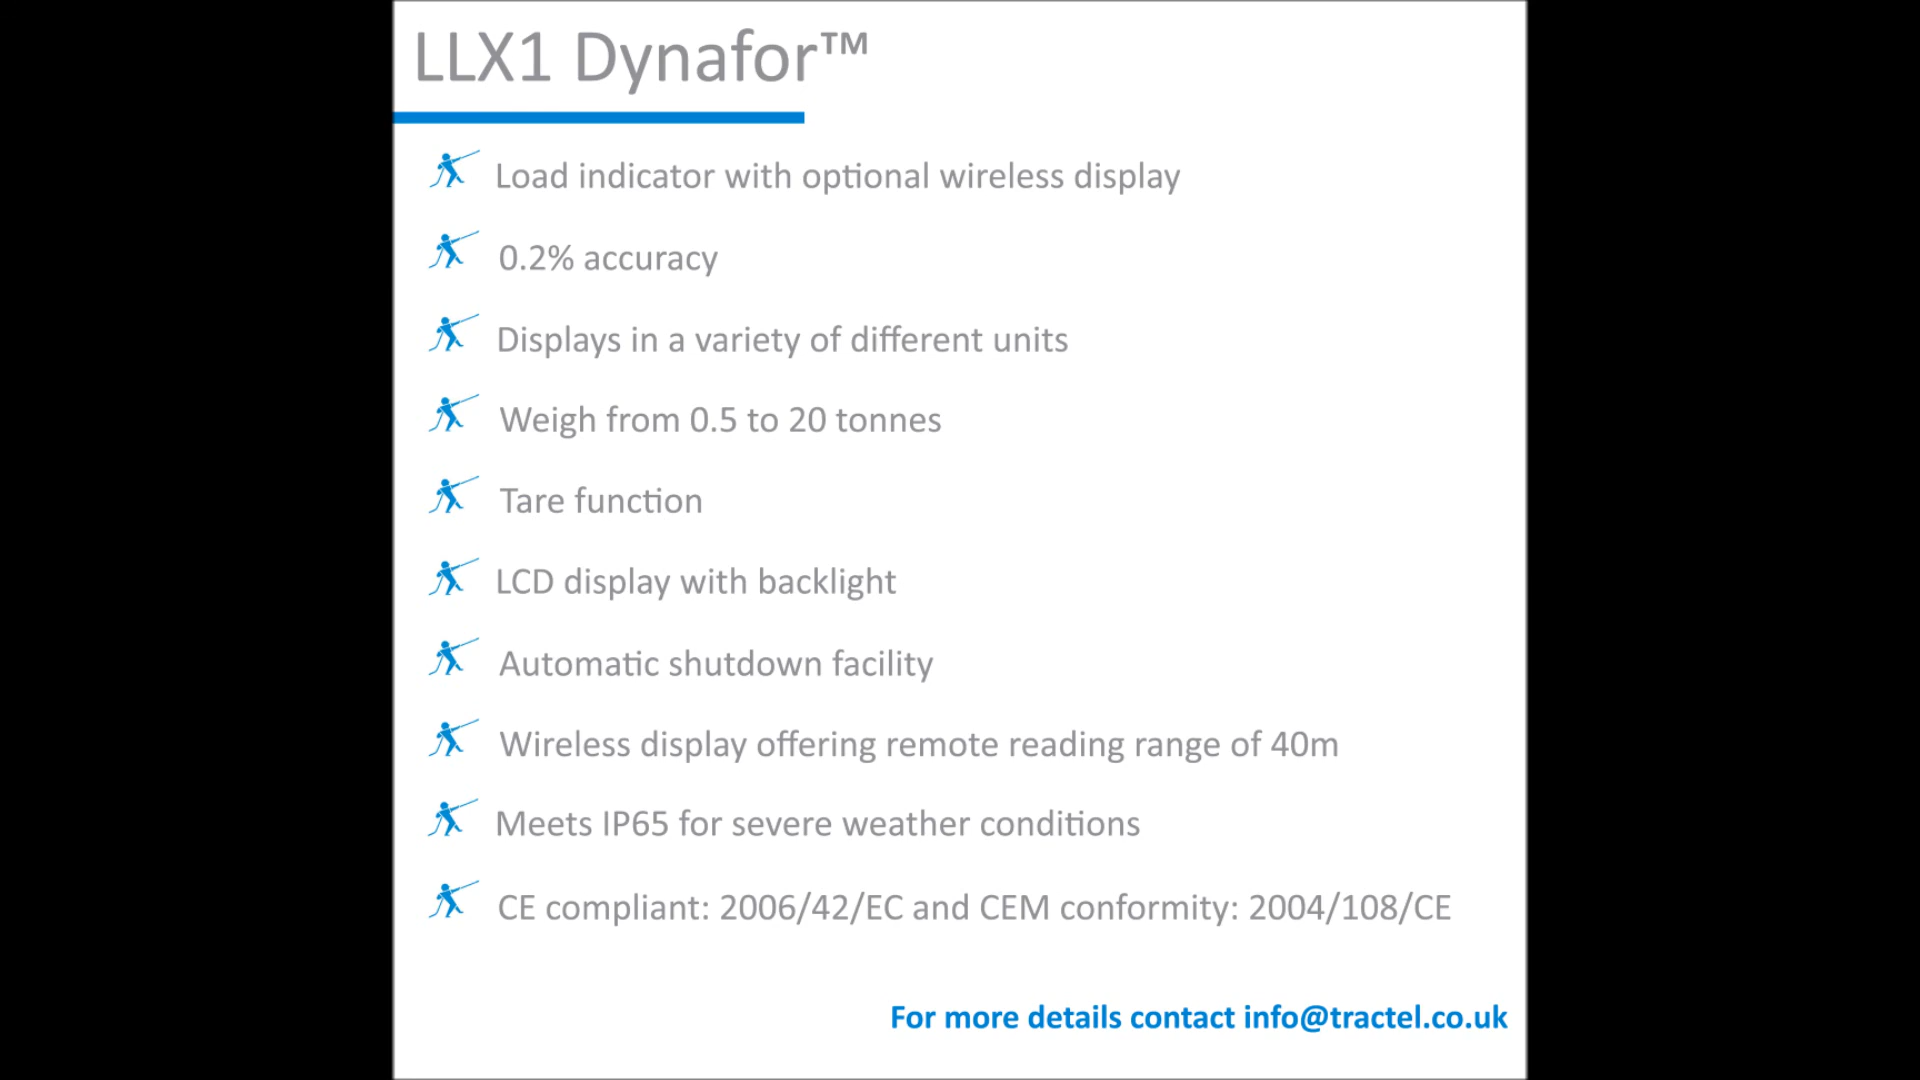 LLX1 Dynafor™
Load indicator with optional wireless display
0.2% accuracy
Displays in a variety of different units
Weigh from 0.5 to 20 tonnes
Tare function
LCD display with backlight
Automatic shutdown facility
Wireless display offering remote reading range of 40m
Meets IP65 for severe weather conditions
CE compliant: 2006/42/EC and CEM conformity: 2004/108/CE
For more details contact info@tractel.co.uk